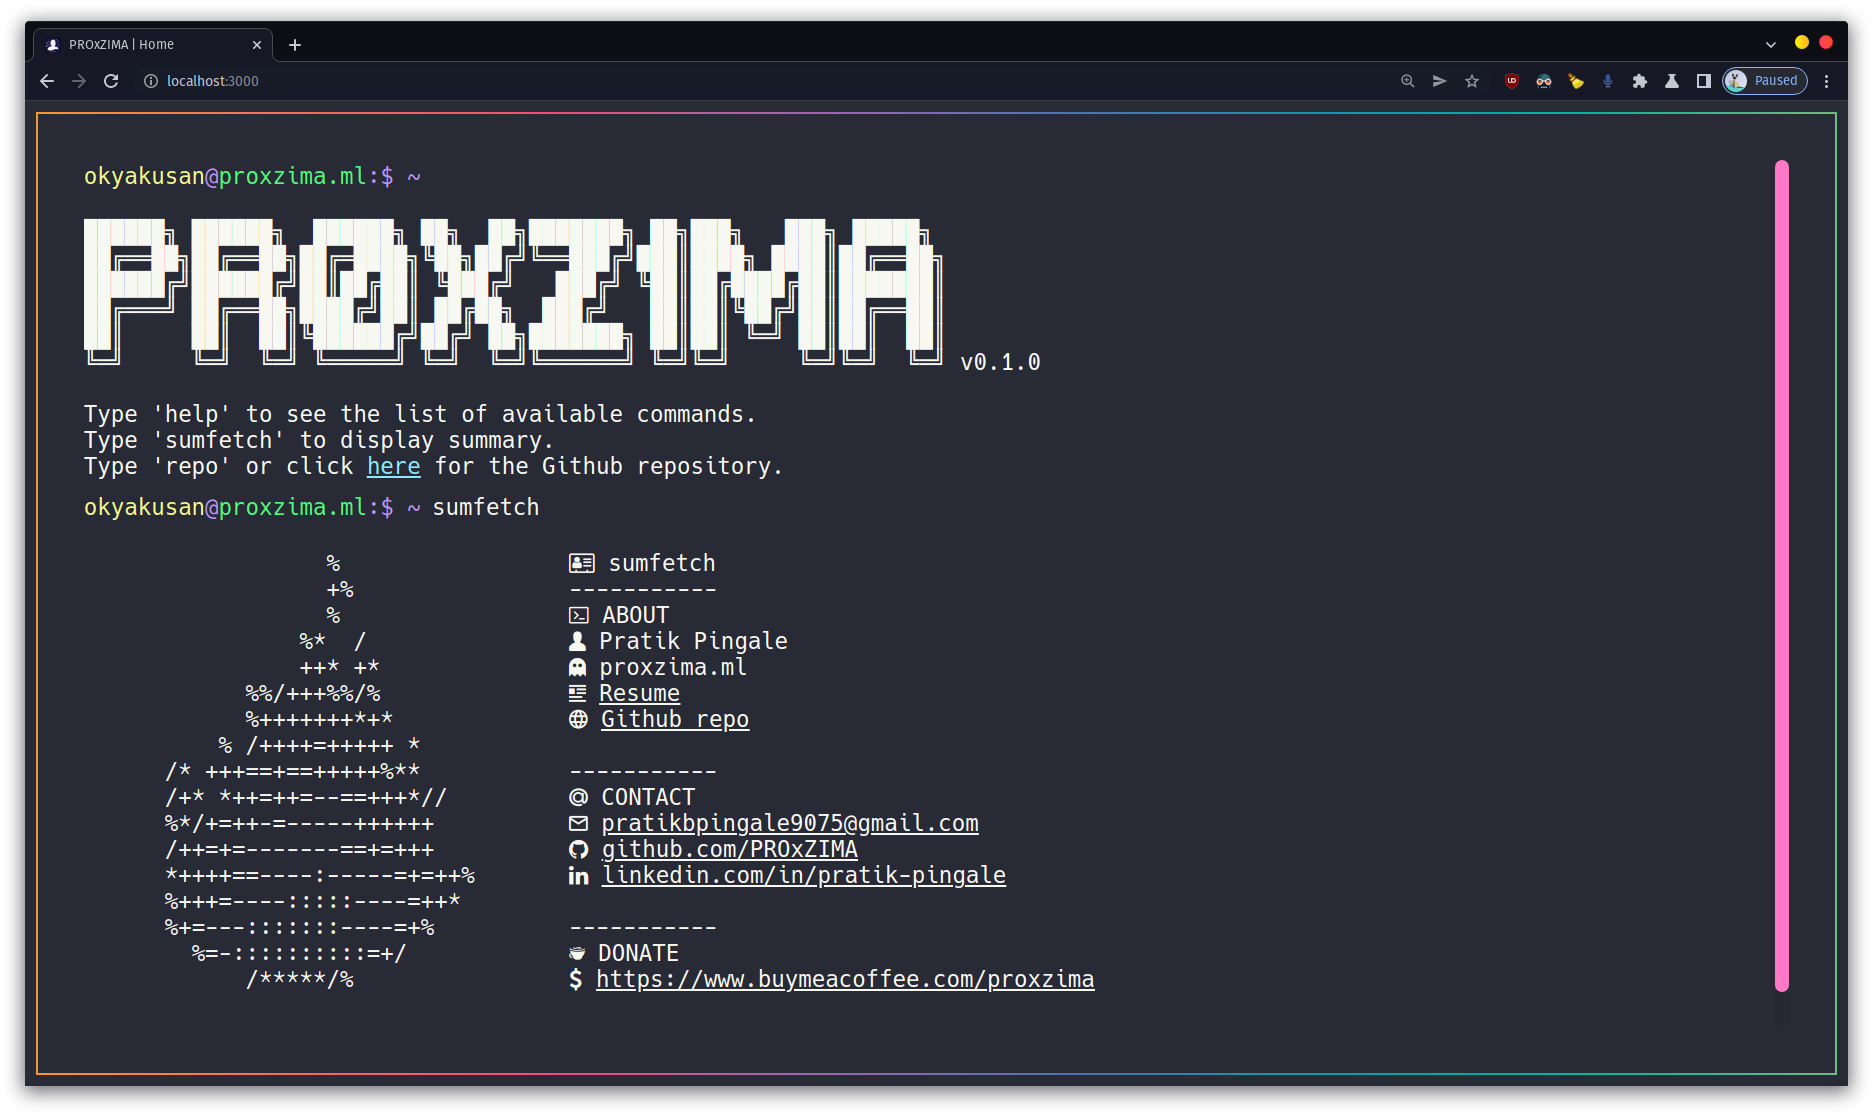 PROxZIMA | Home
localhost:3000
Paused
okyakusan@proxzima.ml:$ ~
PROXZIMA v0.1.0
Type 'help' to see the list of available commands.
Type 'sumfetch' to display summary.
Type 'repo' or click here for the Github repository.
okyakusan@proxzima.ml:$ ~ sumfetch
% sumfetch
+% -----------
% ABOUT
%*  / Pratik Pingale
++* +* proxzima.ml
%%/+++%%/% Resume
%+++++++*+* Github repo
% /++++=+++++ *
/* +++==+==+++++%** -----------
/+* *++=++=--==+++*// CONTACT
%*/+=++-=-----++++++ pratikbpingale9075@gmail.com
/++=+=-------==+=+++ github.com/PROxZIMA
*++++==----:-----=+=++% linkedin.com/in/pratik-pingale
%+++=----:::::----=++*
%+=---:::::::----=+% -----------
%=-::::::::::=+/ DONATE
/*****/% $ https://www.buymeacoffee.com/proxzima